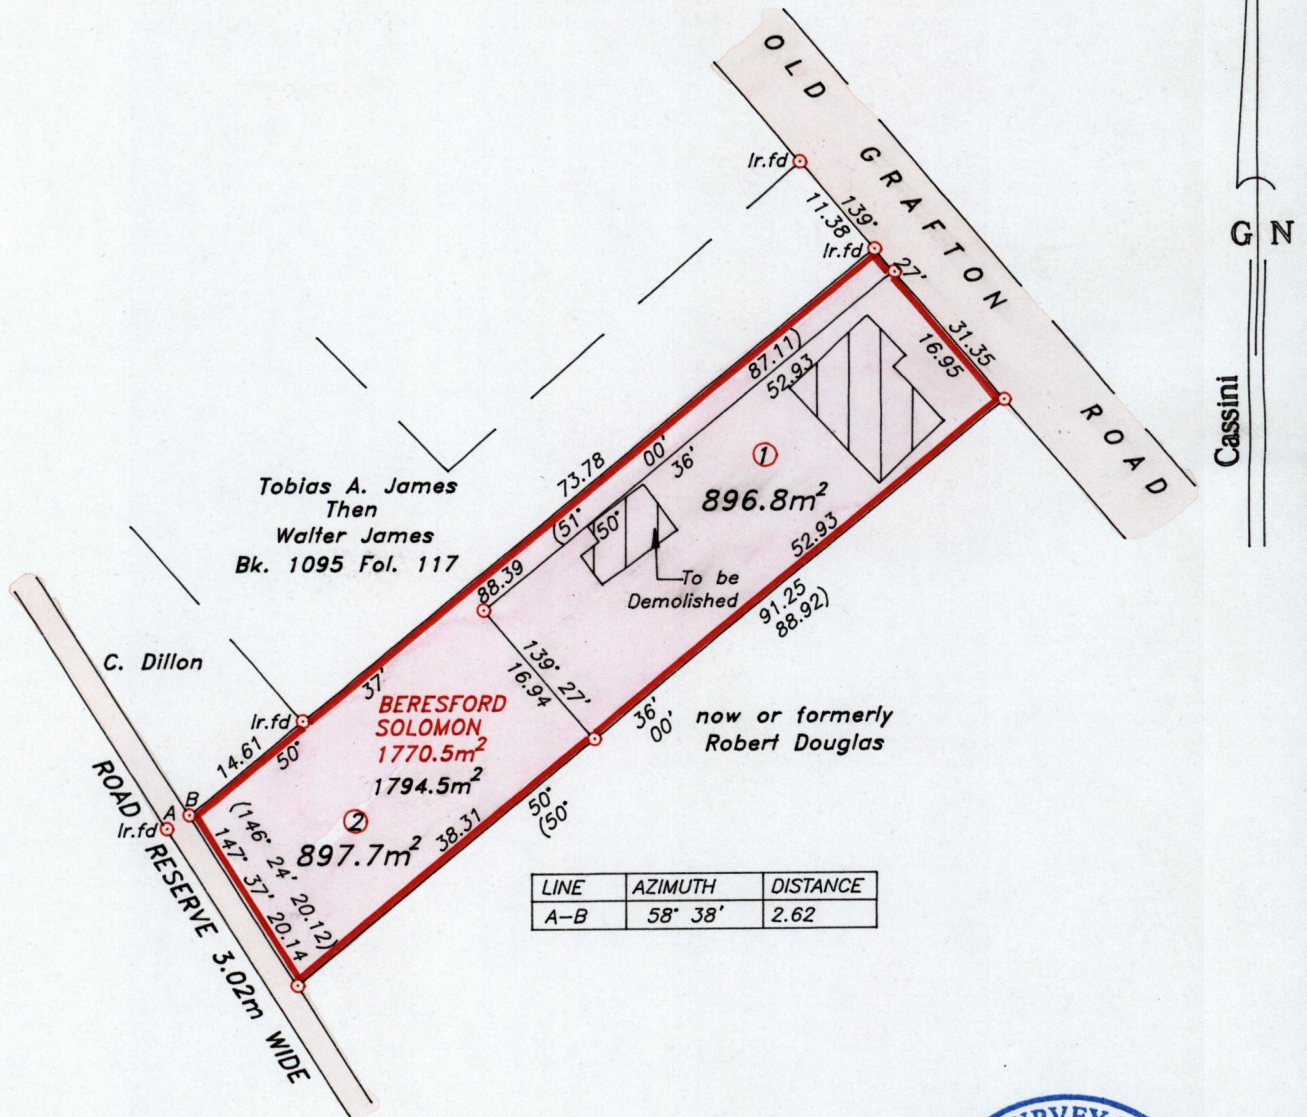 OLD GRAFTON ROAD
Ir.fd
139°
11.38
Ir.fd
27'
G N
Cassini
31.35
16.95
87.11)
52.93
00'
36'
73.78
(51°
50°
1
896.8m²
Tobias A. James
Then
Walter James
Bk. 1095 Fol. 117
88.39
To be
Demolished
52.93
91.25
88.92)
139° 27'
16.94
C. Dillon
37'
BERESFORD
SOLOMON
1770.5m²
1794.5m²
36'
00'
now or formerly
Robert Douglas
Ir.fd
14.61
50°
2
897.7m²
38.31
50°
(50°
B
A
Ir.fd
(146° 24' 20.12)
147° 37' 20.14
ROAD RESERVE 3.02m WIDE
LINE AZIMUTH DISTANCE
A-B 58° 38' 2.62
SURVEY